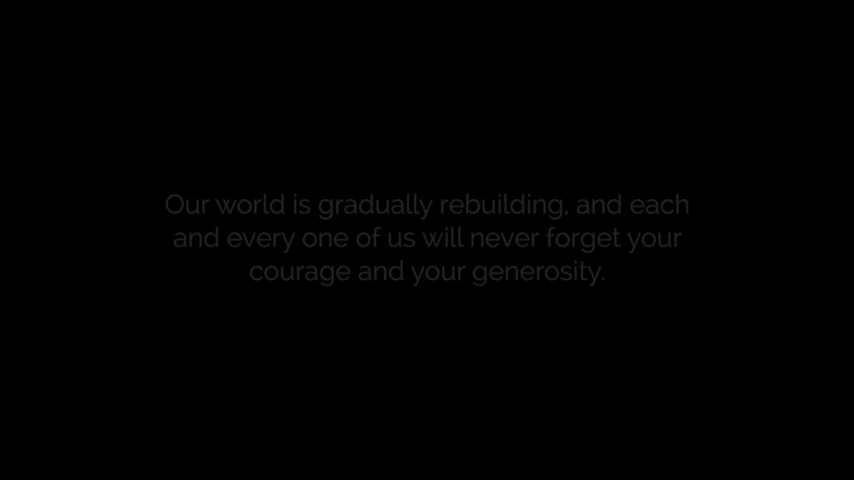 Our world is gradually rebuilding, and each
and every one of us will never forget your
courage and your generosity.